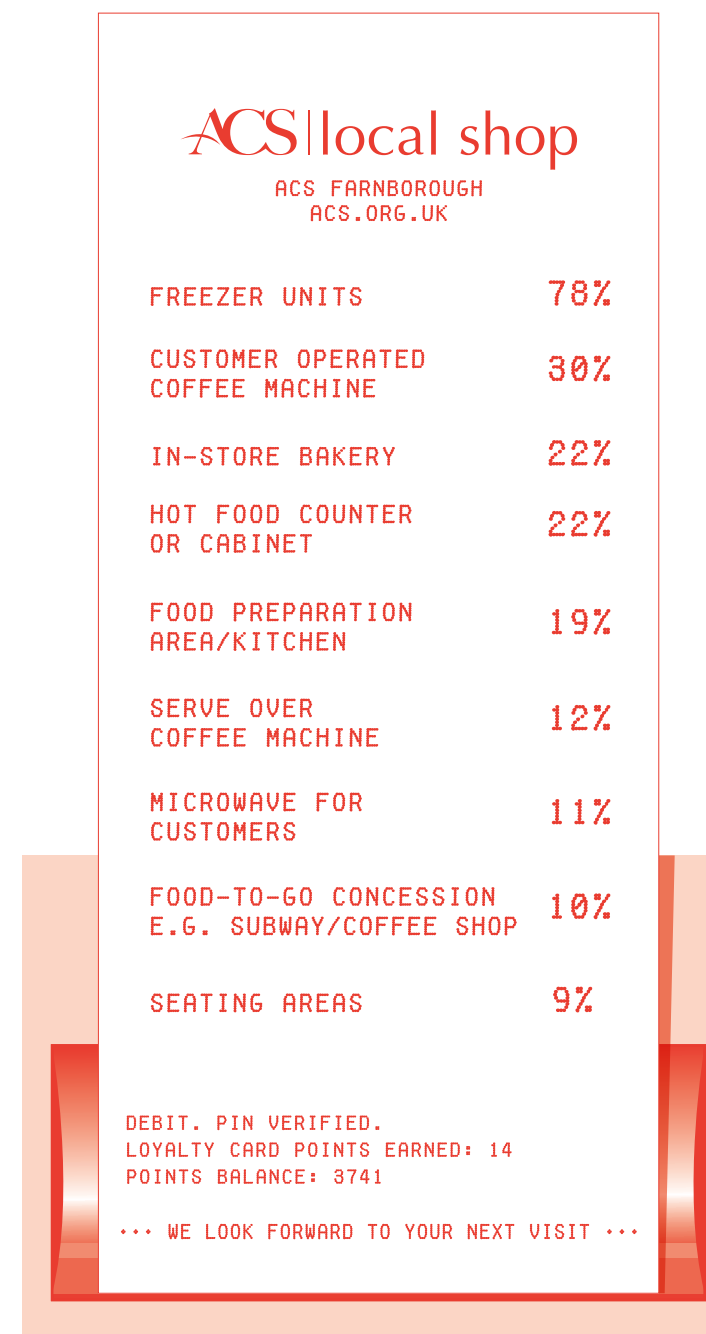 ACS local shop
ACS FARNBOROUGH
ACS.ORG.UK
FREEZER UNITS 78%
CUSTOMER OPERATED
COFFEE MACHINE 30%
IN-STORE BAKERY 22%
HOT FOOD COUNTER
OR CABINET 22%
FOOD PREPARATION
AREA/KITCHEN 19%
SERVE OVER
COFFEE MACHINE 12%
MICROWAVE FOR
CUSTOMERS 11%
FOOD-TO-GO CONCESSION
E.G. SUBWAY/COFFEE SHOP 10%
SEATING AREAS 9%
DEBIT. PIN VERIFIED.
LOYALTY CARD POINTS EARNED: 14
POINTS BALANCE: 3741
··· WE LOOK FORWARD TO YOUR NEXT VISIT ···